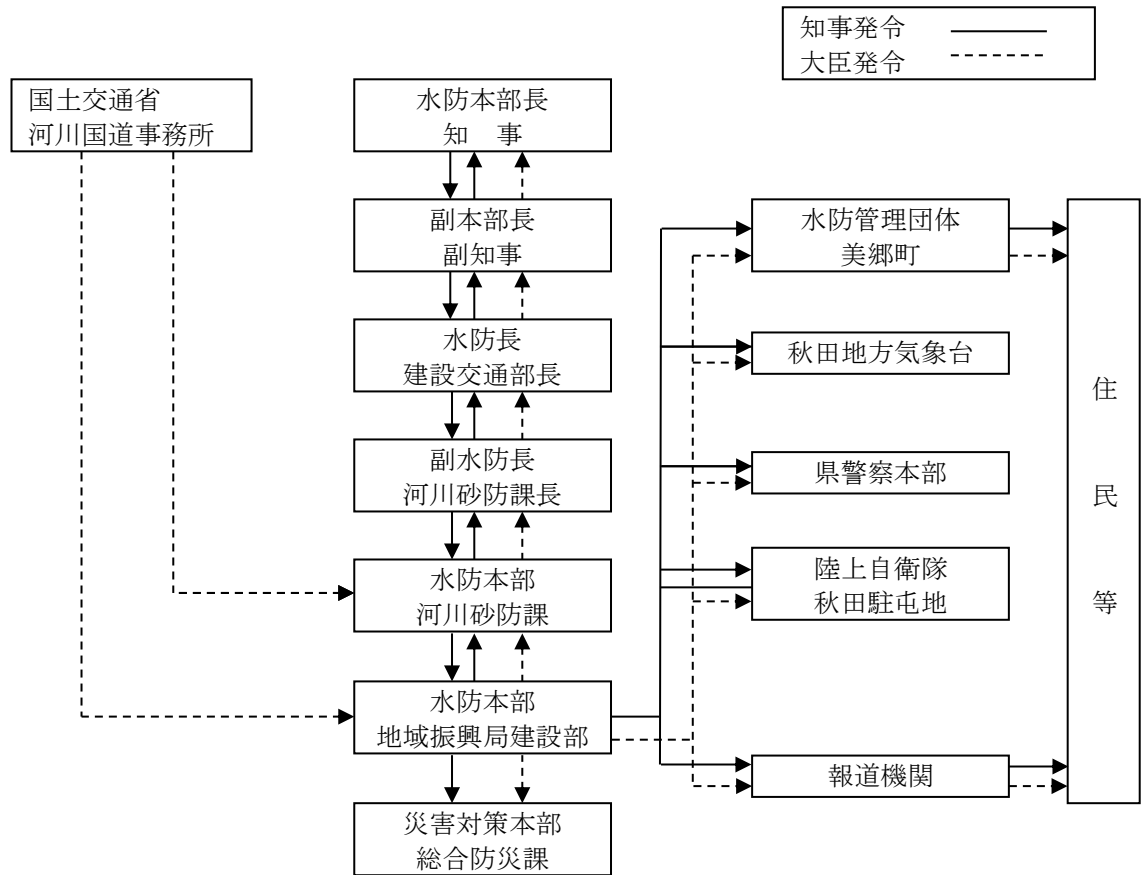 知事発令
大臣発令
国土交通省
河川国道事務所
水防本部長
知　事
副本部長
副知事
水防長
建設交通部長
副水防長
河川砂防課長
水防本部
河川砂防課
水防本部
地域振興局建設部
災害対策本部
総合防災課
水防管理団体
美郷町
秋田地方気象台
県警察本部
陸上自衛隊
秋田駐屯地
報道機関
住民等